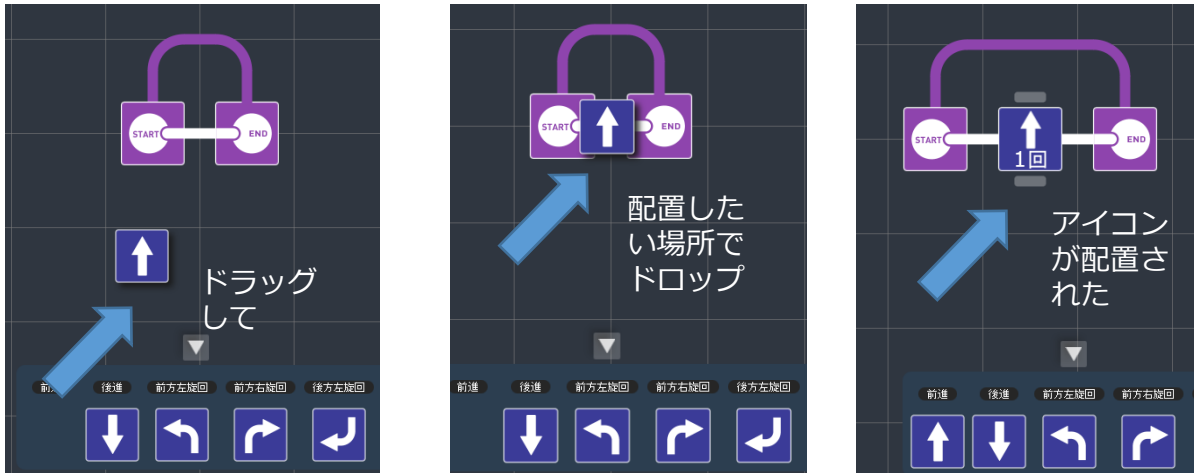 START
END
ドラッグ
して
前進
後進
前方左旋回
前方右旋回
後方左旋回
START
END
配置した
い場所で
ドロップ
前進
後進
前方左旋回
前方右旋回
後方左旋回
START
1回
END
アイコン
が配置さ
れた
前進
後進
前方左旋回
前方右旋回